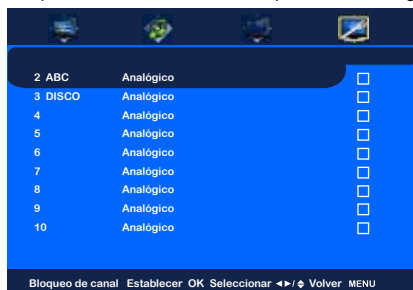 2 ABC Analógico
3 DISCO Analógico
4 Analógico
5 Analógico
6 Analógico
7 Analógico
8 Analógico
9 Analógico
10 Analógico
Bloqueo de canal Establecer OK Seleccionar ◄►/♦ Volver MENU